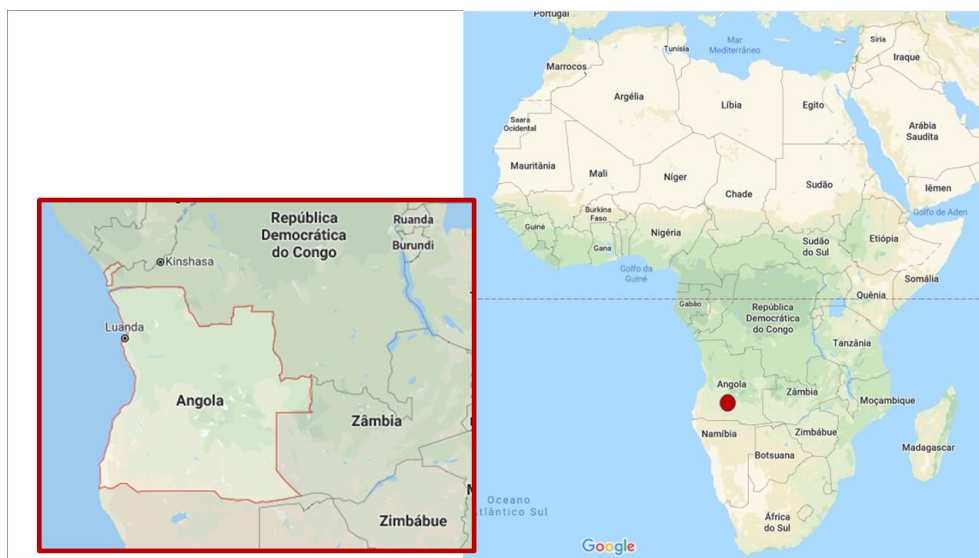 República
Democrática
do Congo
Ruanda
Burundi
Kinshasa
Luanda
Angola
Zâmbia
Zimbábue
Portugal
Mar
Mediterrâneo
Tunísia
Síria
Iraque
Marrocos
Argélia
Líbia
Egito
Saara
Ocidental
Arábia
Saudita
Mauritânia
Mali
Níger
Chade
Sudão
Iêmen
Golfo de Aden
Burkina
Faso
Guiné
Gana
Nigéria
Sudão
do Sul
Etiópia
Golfo da
Guiné
Somália
Gabão
Quênia
República
Democrática
do Congo
Tanzânia
Angola
Zâmbia
Moçambique
Namíbia
Zimbábue
Botsuana
Madagascar
Oceano
Atlântico Sul
África
do Sul
Google